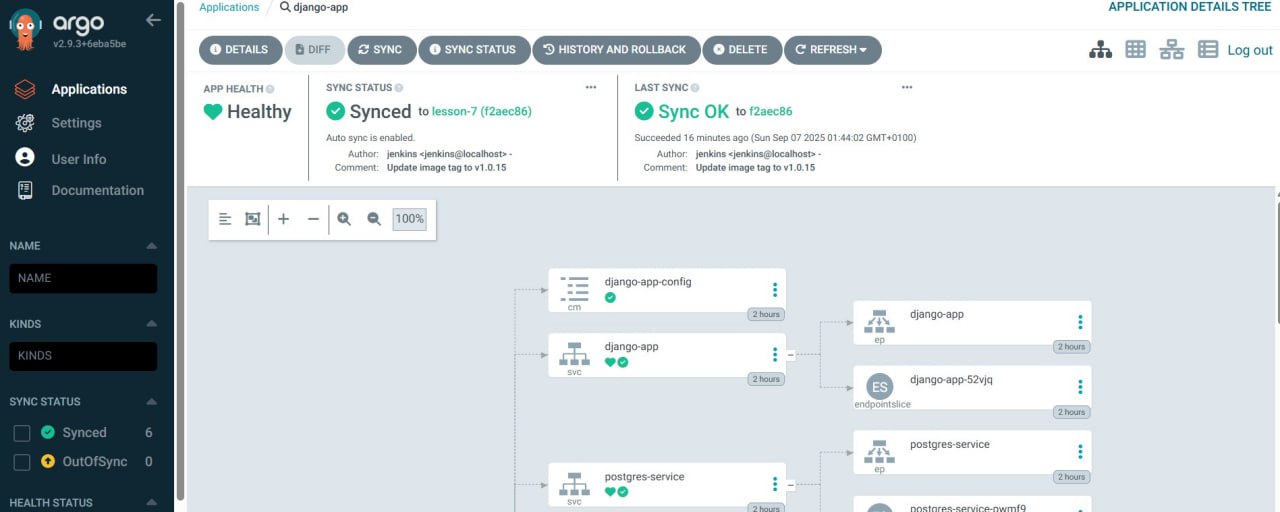 argo
v2.9.3+6eba5be
Applications
Settings
User Info
Documentation
NAME
NAME
KINDS
KINDS
SYNC STATUS
Synced 6
OutOfSync 0
HEALTH STATUS
Applications / django-app
APPLICATION DETAILS TREE
DETAILS DIFF SYNC SYNC STATUS HISTORY AND ROLLBACK DELETE REFRESH
Log out
APP HEALTH
Healthy
SYNC STATUS
Synced to lesson-7 (f2aec86)
Auto sync is enabled.
Author: jenkins <jenkins@localhost> -
Comment: Update image tag to v1.0.15
LAST SYNC
Sync OK to f2aec86
Succeeded 16 minutes ago (Sun Sep 07 2025 01:44:02 GMT+0100)
Author: jenkins <jenkins@localhost> -
Comment: Update image tag to v1.0.15
100%
django-app-config
cm
2 hours
django-app
svc
2 hours
django-app
ep
2 hours
ES
django-app-52vjq
endpointslice
2 hours
postgres-service
svc
2 hours
postgres-service
ep
2 hours
postgres-service-pwmf9